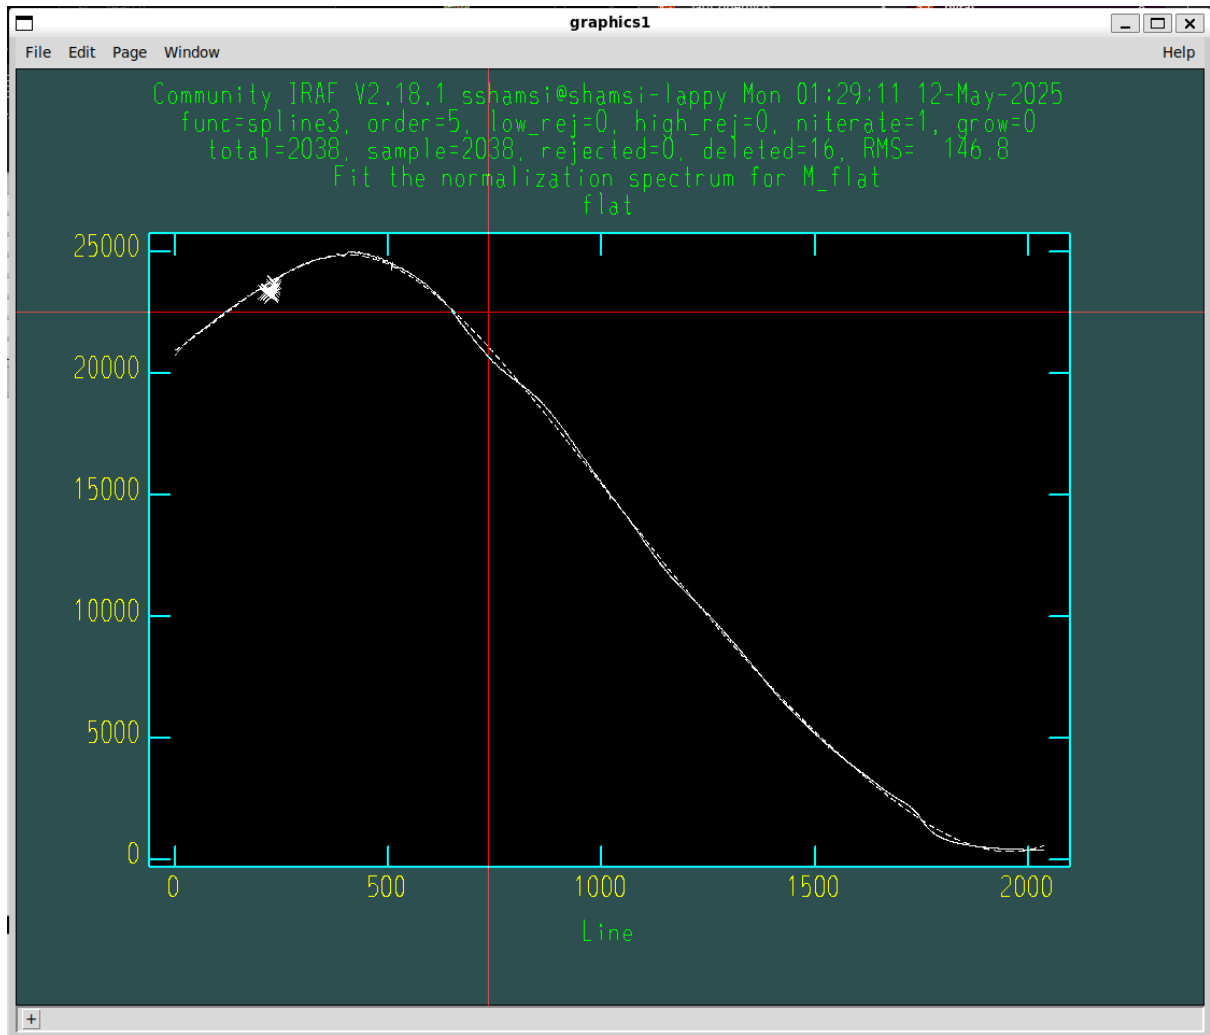 graphics1
File Edit Page Window Help
Community IRAF V2.18.1 sshamsi@shamsi-lappy Mon 01:29:11 12-May-2025
func=spline3, order=5, low_rej=0, high_rej=0, niterate=1, grow=0
total=2038, sample=2038, rejected=0, deleted=16, RMS= 146.8
Fit the normalization spectrum for M_flat
flat
25000
20000
15000
10000
5000
0
0 500 1000 1500 2000
Line
+